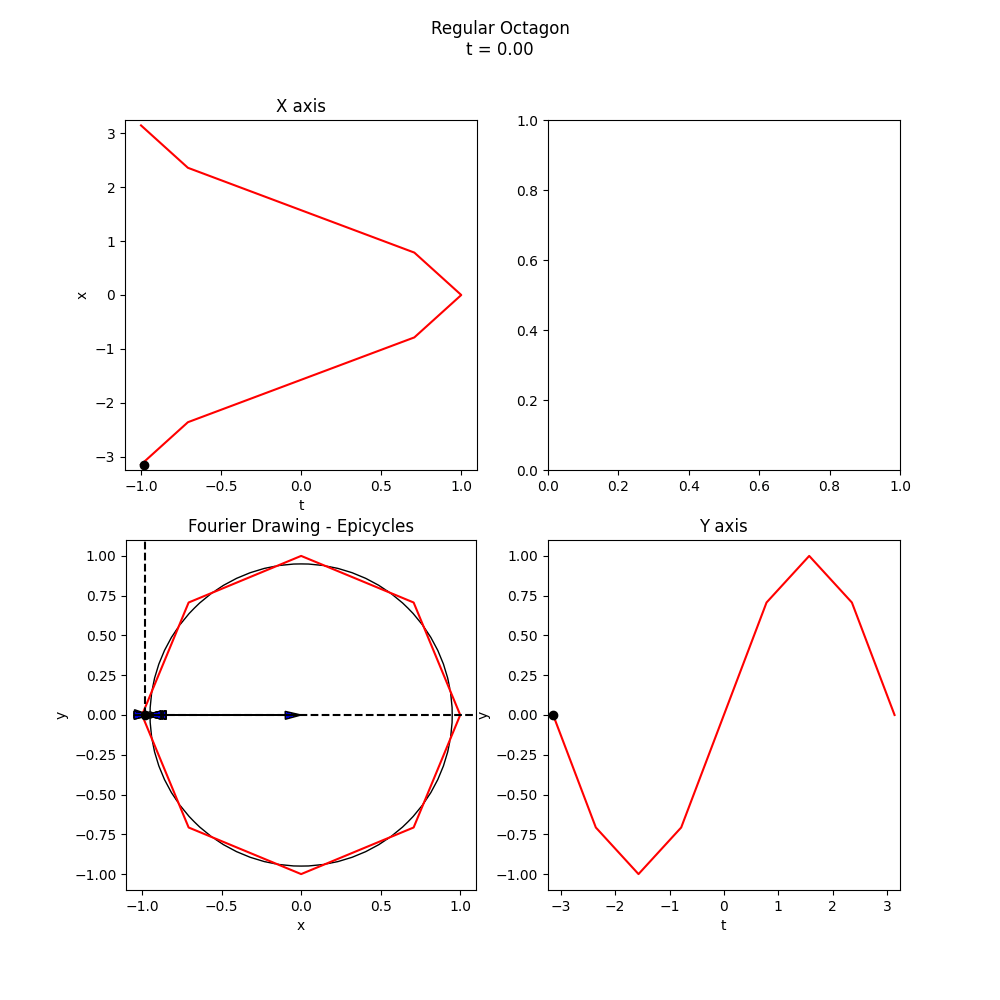 Regular Octagon
t = 0.00
X axis
3
2
1
0
−1
−2
−3
x
−1.0 −0.5 0.0 0.5 1.0
t
1.0
0.8
0.6
0.4
0.2
0.0
0.0 0.2 0.4 0.6 0.8 1.0
Fourier Drawing - Epicycles
1.00
0.75
0.50
0.25
0.00
−0.25
−0.50
−0.75
−1.00
y
−1.0 −0.5 0.0 0.5 1.0
x
Y axis
1.00
0.75
0.50
0.25
0.00
−0.25
−0.50
−0.75
−1.00
y
−3 −2 −1 0 1 2 3
t